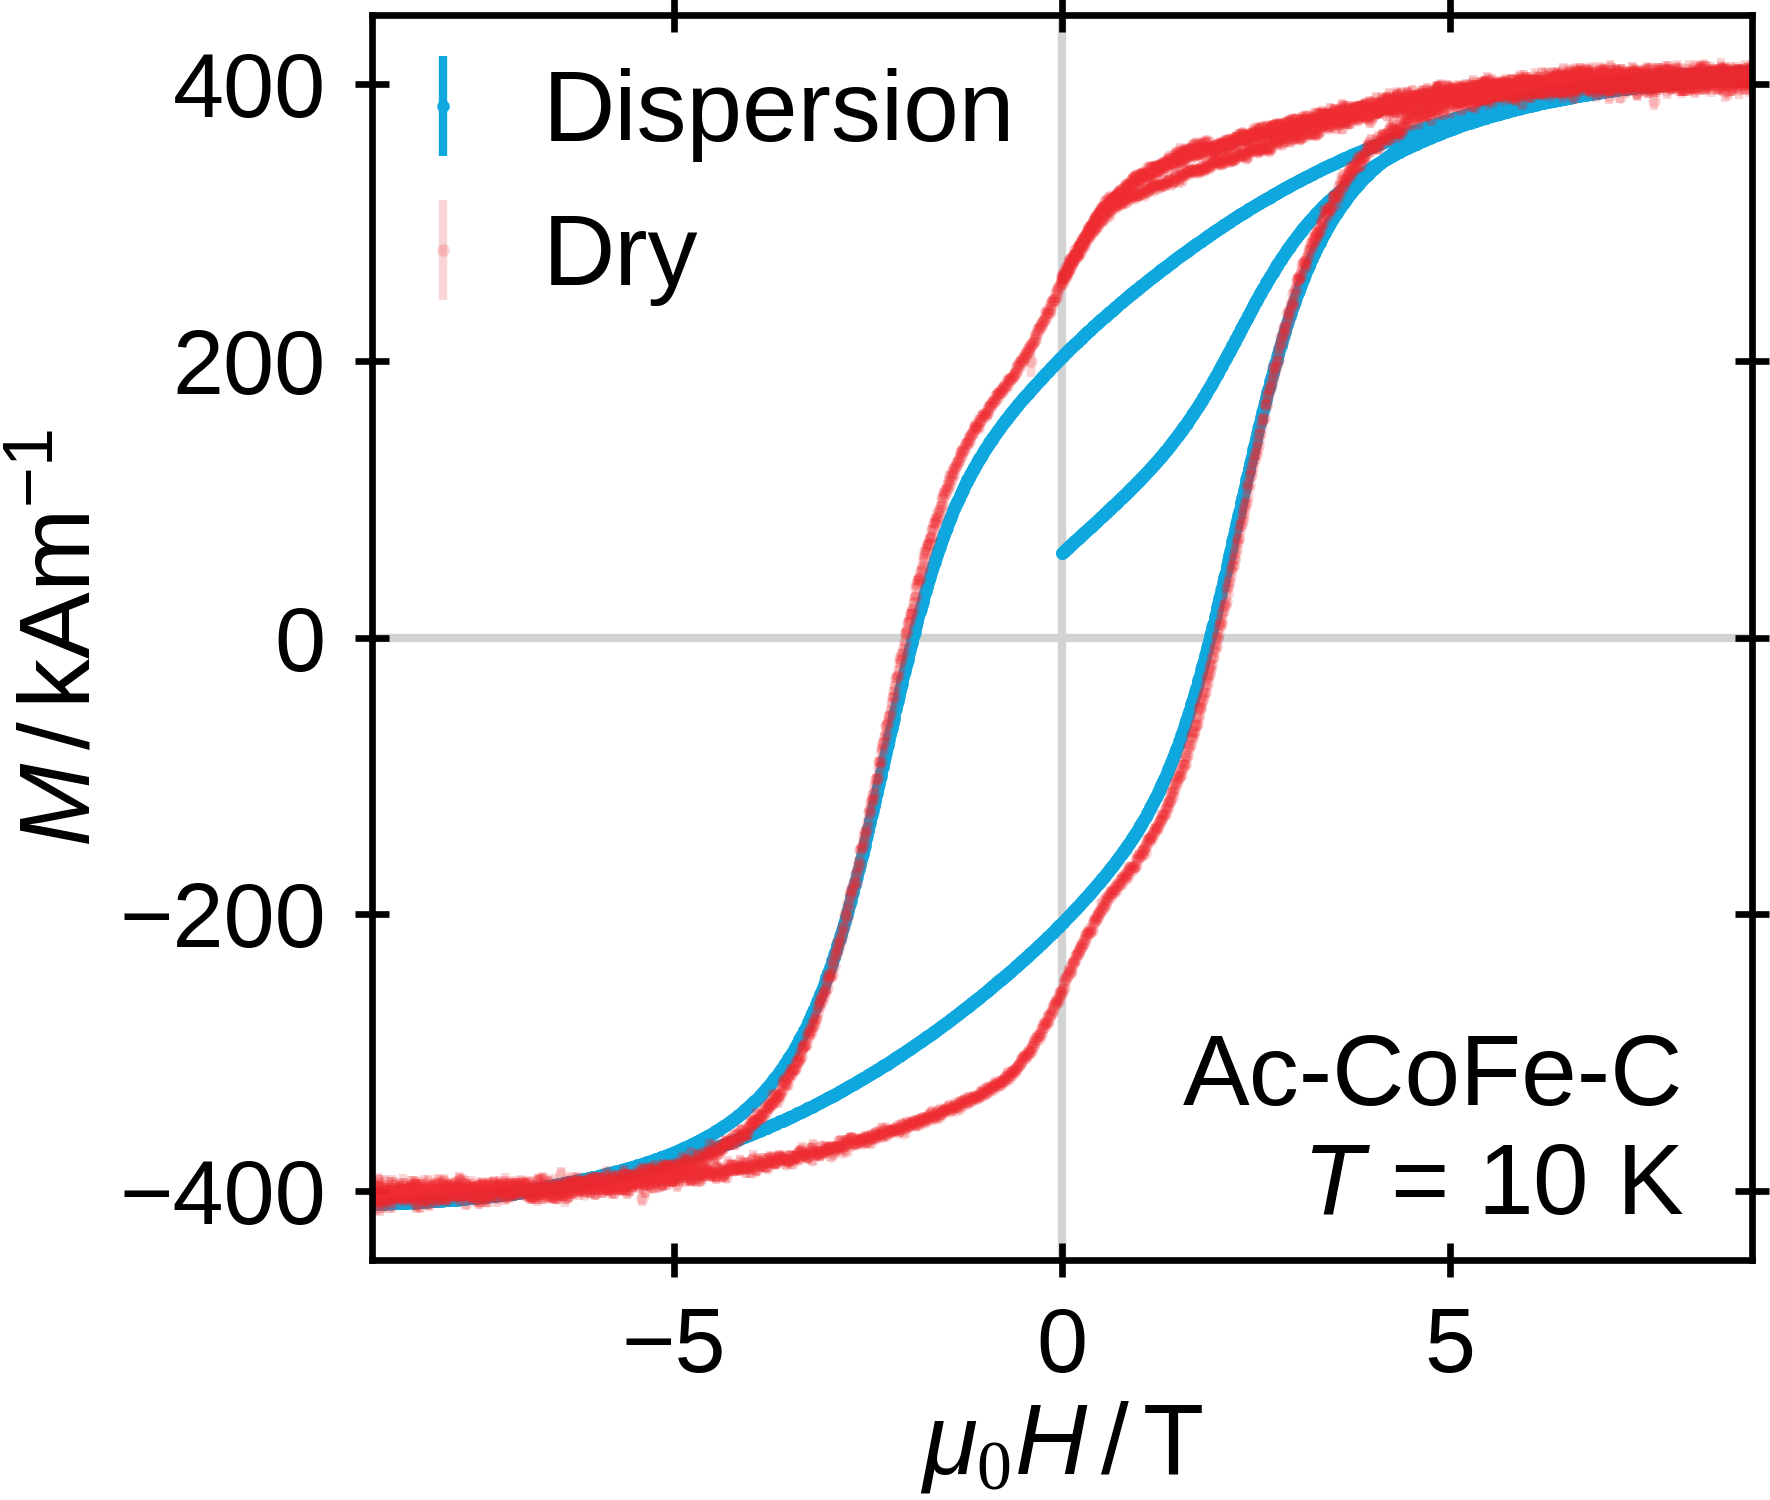 400
200
0
−200
−400
M / kAm⁻¹
Dispersion
Dry
Ac-CoFe-C
T = 10 K
−5
0
5
μ₀H / T